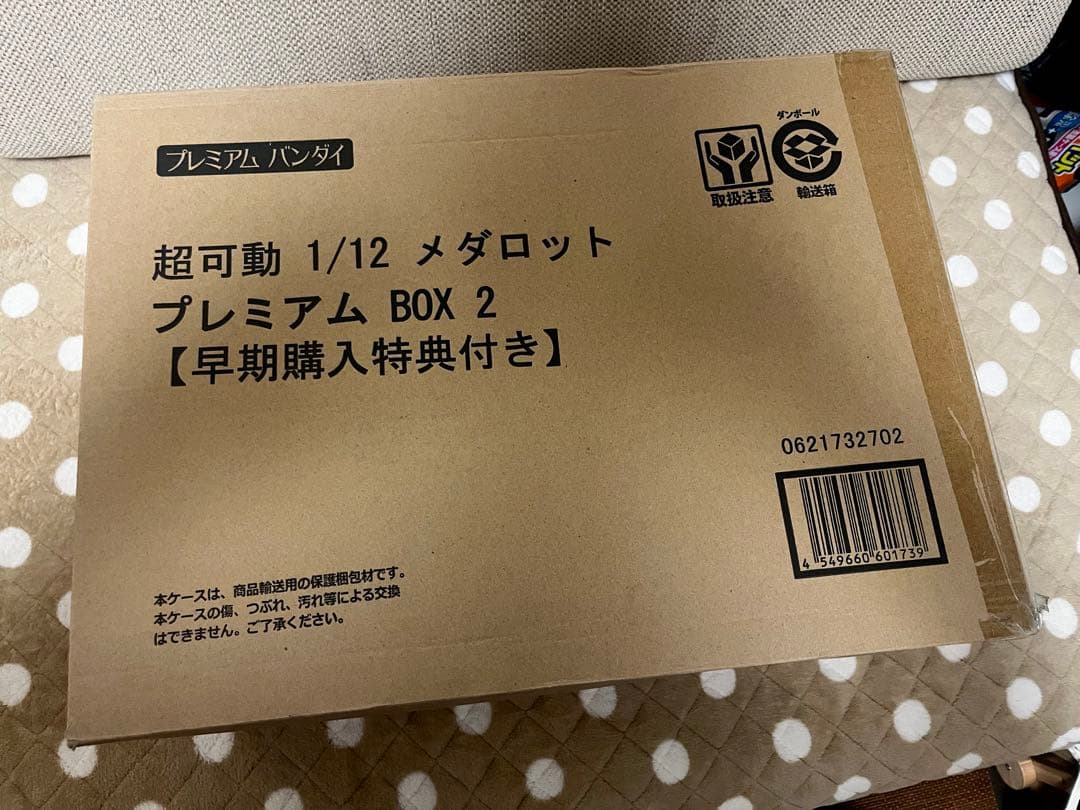 プレミアム バンダイ
取扱注意
ダンボール
輸送箱
超可動 1/12 メダロット
プレミアム BOX 2
【早期購入特典付き】
0621732702
4 549660 601739
本ケースは、商品輸送用の保護梱包材です。
本ケースの傷、つぶれ、汚れ等による交換
はできません。ご了承ください。